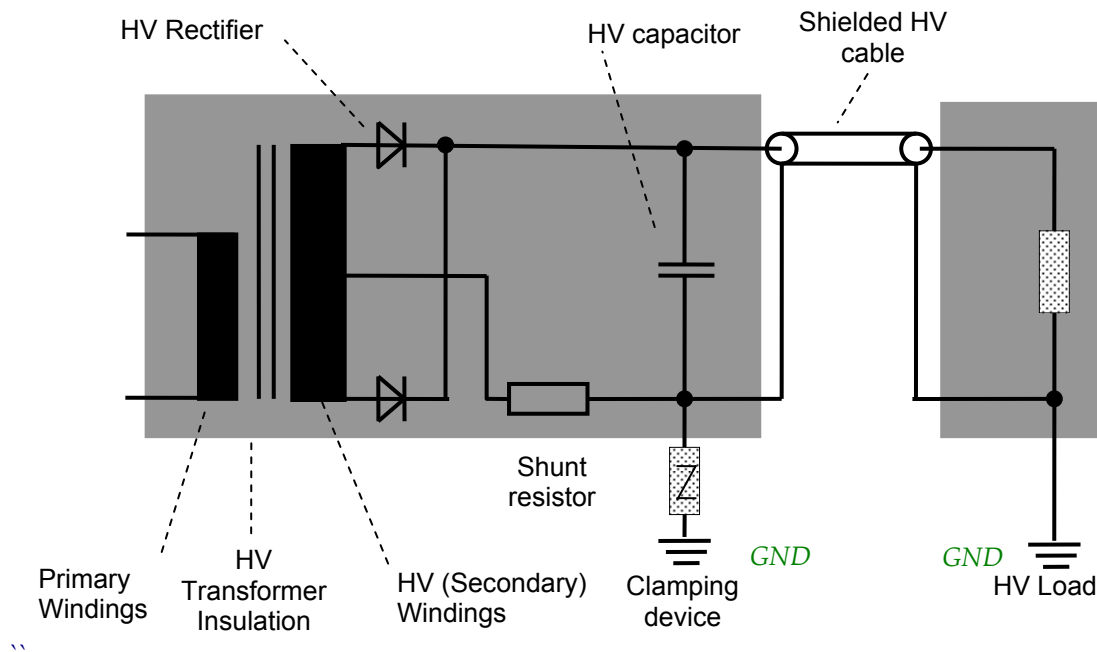 HV Rectifier
HV capacitor
Shielded HV
cable
Shunt
resistor
Primary
Windings
HV
Transformer
Insulation
HV (Secondary)
Windings
GND
Clamping
device
GND
HV Load
``